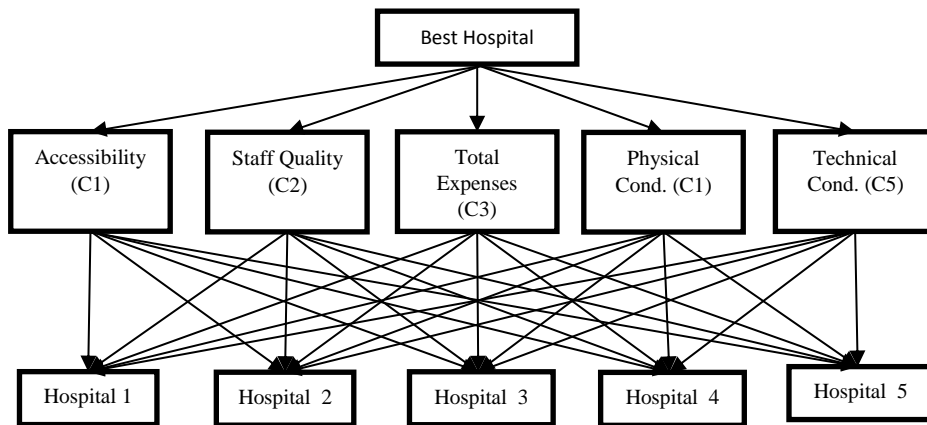 Best Hospital
Accessibility
(C1)
Staff Quality
(C2)
Total
Expenses
(C3)
Physical
Cond. (C1)
Technical
Cond. (C5)
Hospital 1
Hospital 2
Hospital 3
Hospital 4
Hospital 5